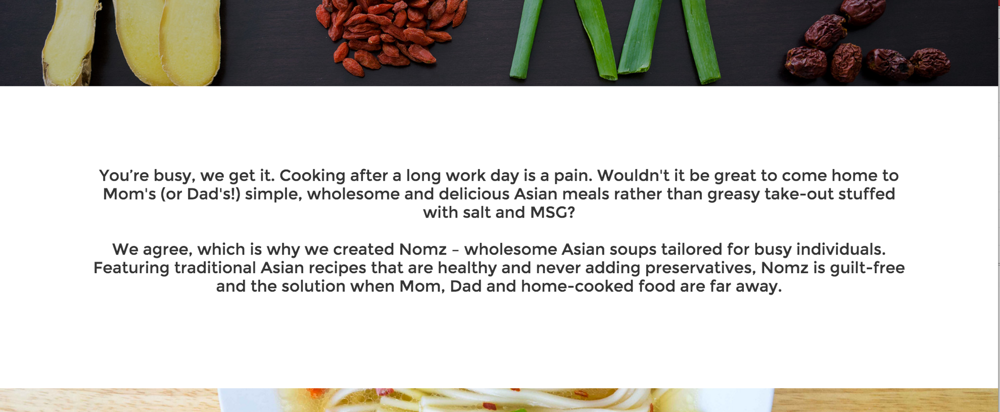 You’re busy, we get it. Cooking after a long work day is a pain. Wouldn't it be great to come home to
Mom's (or Dad's!) simple, wholesome and delicious Asian meals rather than greasy take-out stuffed
with salt and MSG?
We agree, which is why we created Nomz – wholesome Asian soups tailored for busy individuals.
Featuring traditional Asian recipes that are healthy and never adding preservatives, Nomz is guilt-free
and the solution when Mom, Dad and home-cooked food are far away.